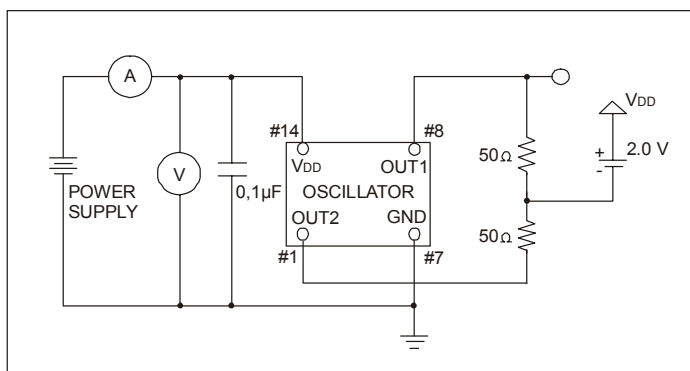 A
VDD
#14
#8
50Ω
+
-
2.0 V
VDD
OUT1
V
0,1µF
OSCILLATOR
POWER
SUPPLY
OUT2
GND
50Ω
#1
#7